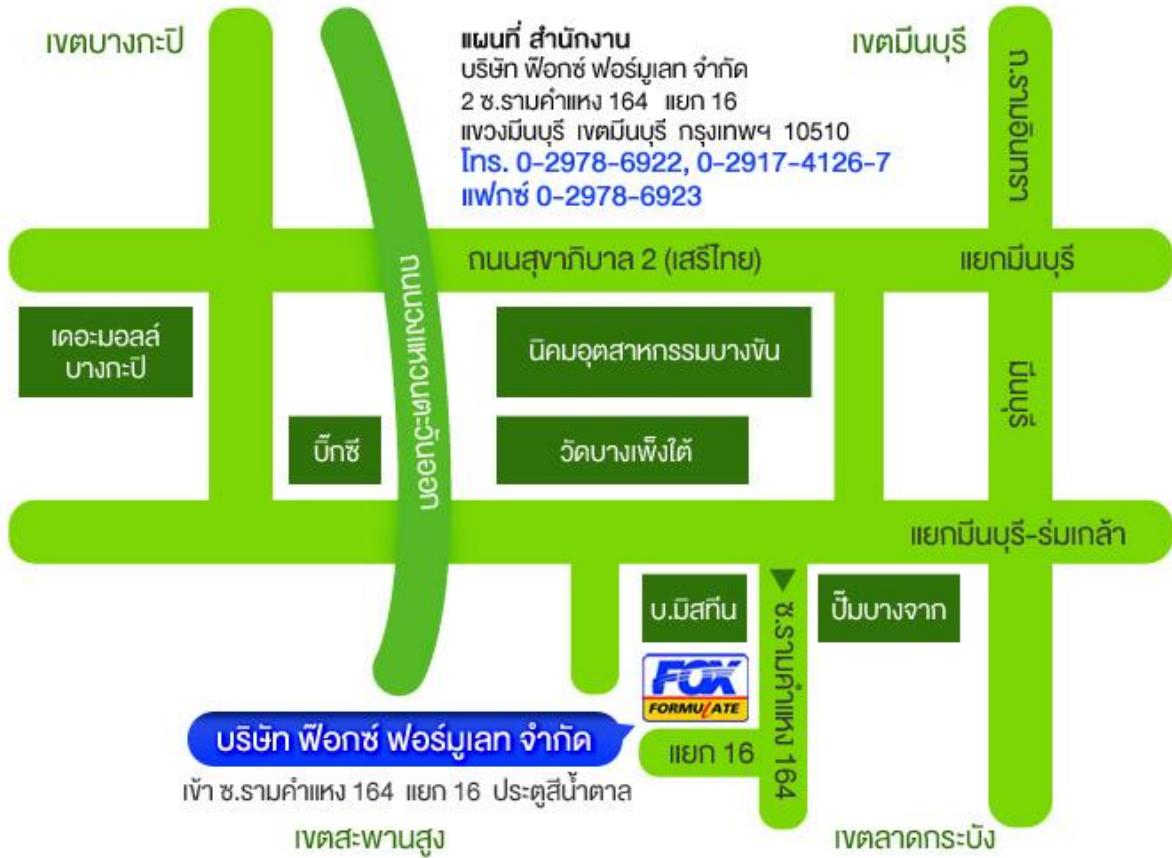 เขตบางกะปิ
แผนที่ สำนักงาน
บริษัท ฟ๊อกซ์ ฟอร์มูเลท จำกัด
2 ซ.รามคำแหง 164 แยก 16
แขวงมีนบุรี เขตมีนบุรี กรุงเทพฯ 10510
โทร. 0-2978-6922, 0-2917-4126-7
แฟกซ์ 0-2978-6923
เขตมีนบุรี
ถ.รามอินทรา
ถนนสุขาภิบาล 2 (เสรีไทย)
แยกมีนบุรี
ถนนวงแหวนตะวันออก
เดอะมอลล์
บางกะปิ
นิคมอุตสาหกรรมบางขัน
มีนบุรี
บิ๊กซี
วัดบางเพ็งใต้
แยกมีนบุรี-ร่มเกล้า
บ.มิสทีน
ซ.รามคำแหง 164
ปั๊มบางจาก
FOX
FORMULATE
บริษัท ฟ๊อกซ์ ฟอร์มูเลท จำกัด
แยก 16
เข้า ซ.รามคำแหง 164 แยก 16 ประตูสีน้ำตาล
เขตสะพานสูง
เขตลาดกระบัง